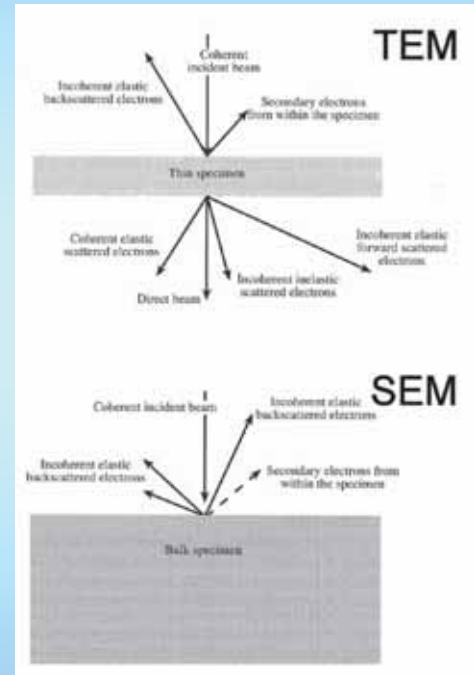 TEM
Coherent
incident beam
Incoherent elastic
backscattered electrons
Secondary electrons
from within the specimen
Thin specimen
Coherent elastic
scattered electrons
Incoherent elastic
forward scattered
electrons
Incoherent inelastic
scattered electrons
Direct beam
SEM
Coherent incident beam
Incoherent elastic
backscattered electrons
Incoherent elastic
backscattered electrons
Secondary electrons from
within the specimen
Bulk specimen